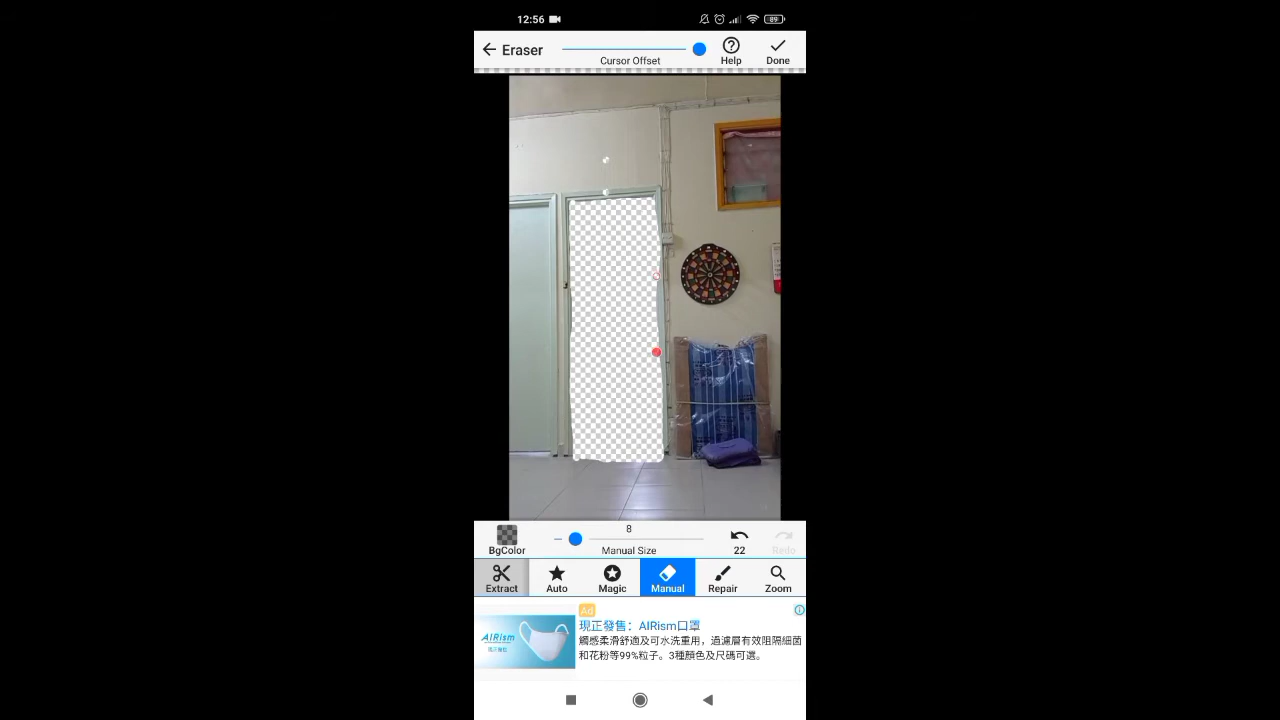 12:56
89
Eraser
Cursor Offset
Help
Done
8
BgColor
Manual Size
22
Redo
Extract
Auto
Magic
Manual
Repair
Zoom
Ad
現正發售：AIRism口罩
AIRism
觸感柔滑舒適及可水洗重用，過濾層有效阻隔細菌
和花粉等99%粒子。3種顏色及尺碼可選。